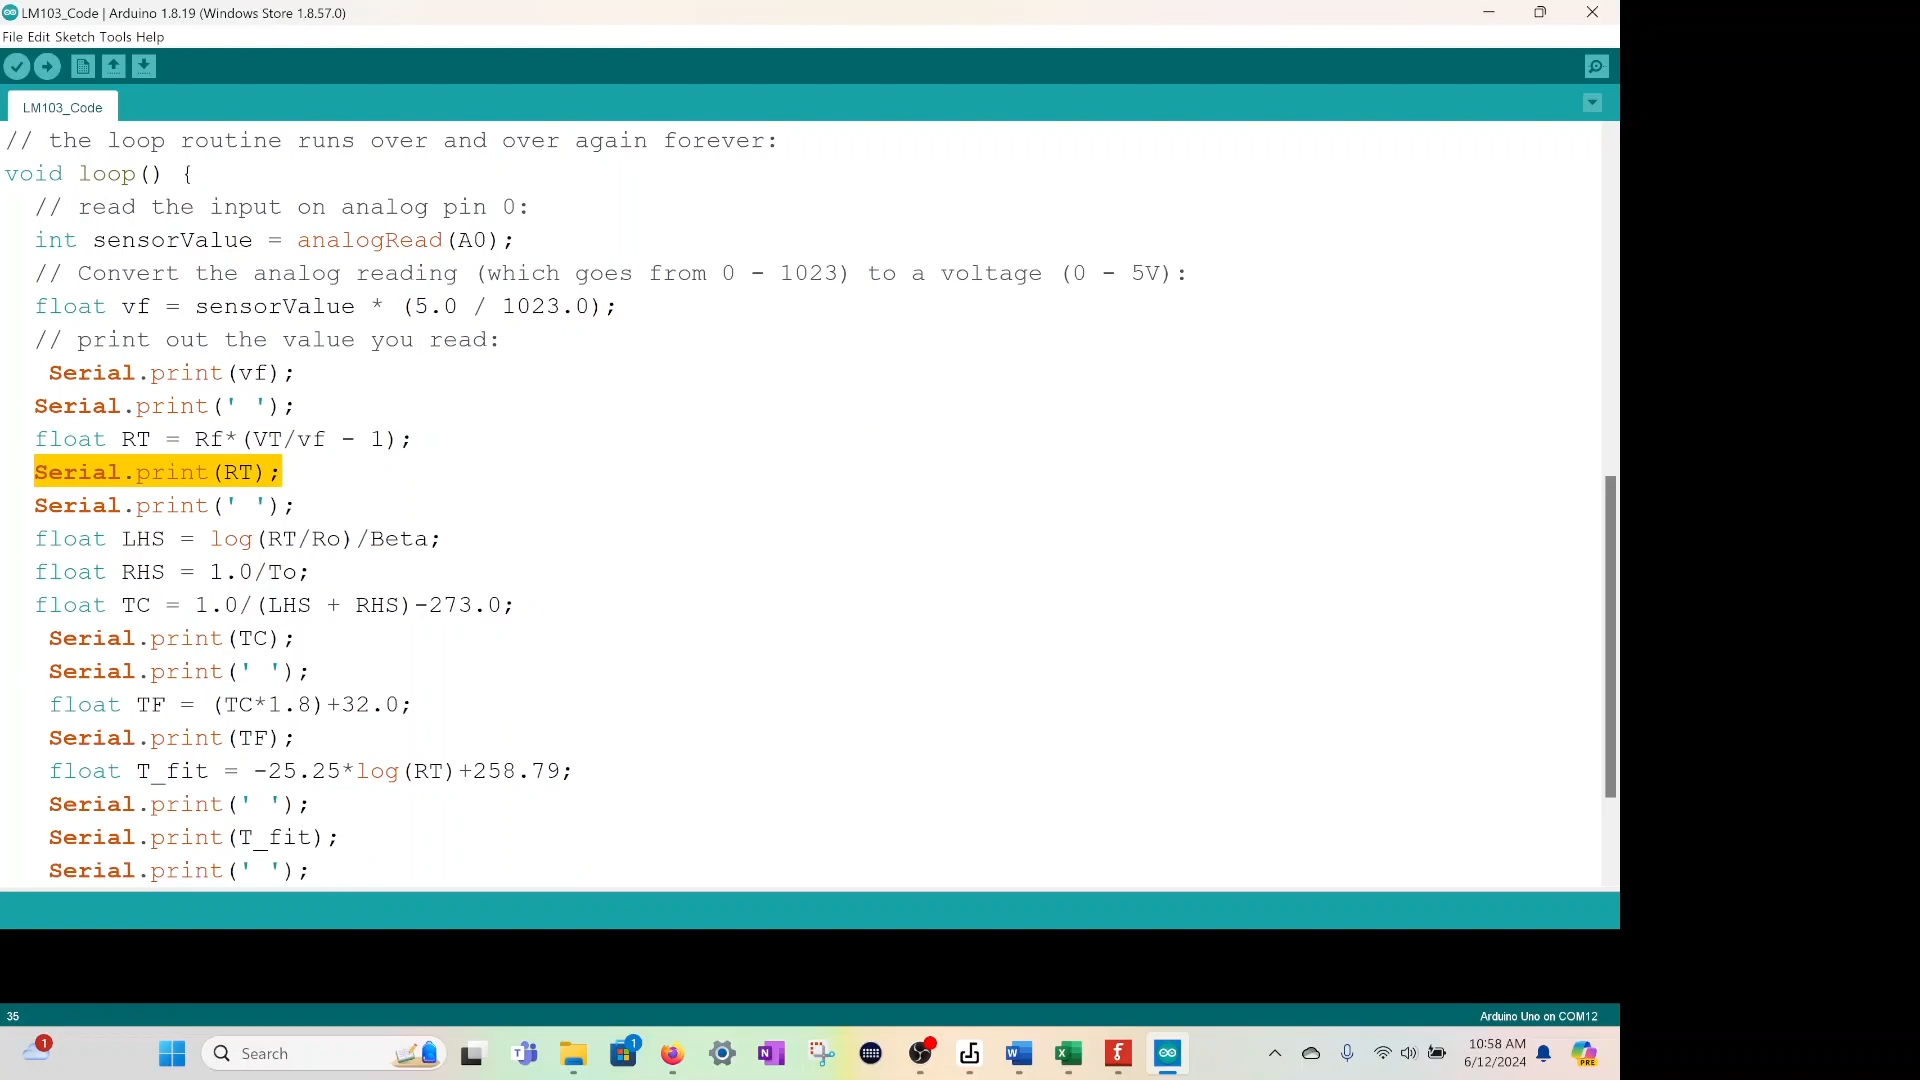 LM103_Code | Arduino 1.8.19 (Windows Store 1.8.57.0)
File Edit Sketch Tools Help
LM103_Code
// the loop routine runs over and over again forever:
void loop() {
// read the input on analog pin 0:
int sensorValue = analogRead(A0);
// Convert the analog reading (which goes from 0 - 1023) to a voltage (0 - 5V):
float vf = sensorValue * (5.0 / 1023.0);
// print out the value you read:
Serial.print(vf);
Serial.print(' ');
float RT = Rf*(VT/vf - 1);
Serial.print(RT);
Serial.print(' ');
float LHS = log(RT/Ro)/Beta;
float RHS = 1.0/To;
float TC = 1.0/(LHS + RHS)-273.0;
Serial.print(TC);
Serial.print(' ');
float TF = (TC*1.8)+32.0;
Serial.print(TF);
float T_fit = -25.25*log(RT)+258.79;
Serial.print(' ');
Serial.print(T_fit);
Serial.print(' ');
35
Arduino Uno on COM12
1
Search
1
10:58 AM
6/12/2024
PRE